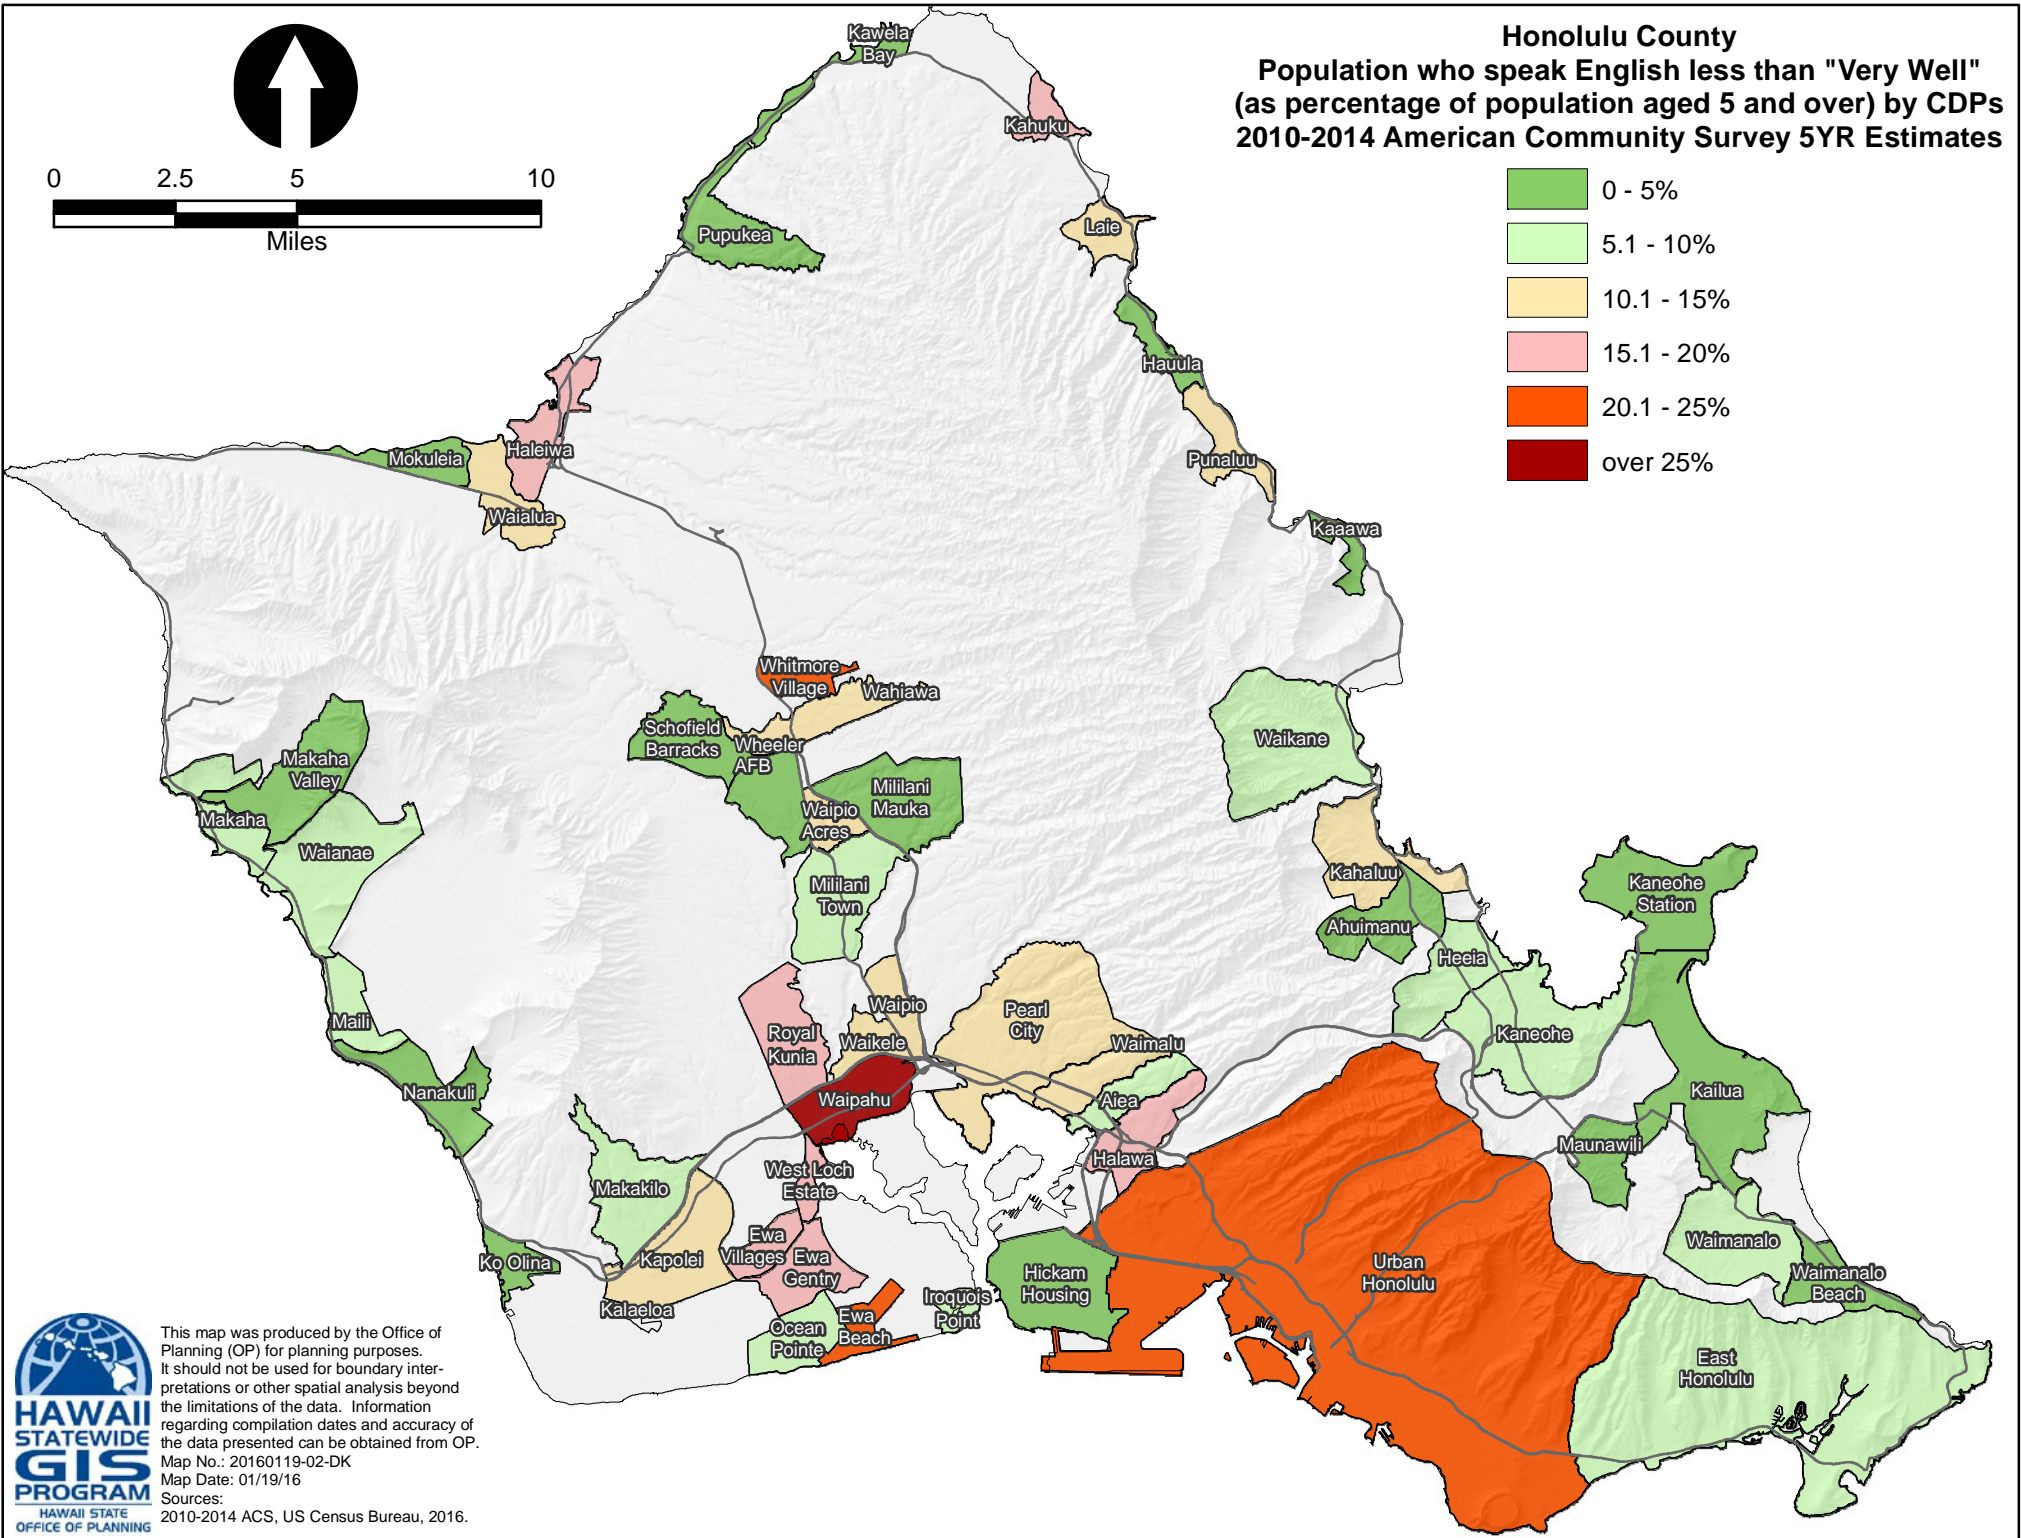 Honolulu County
Population who speak English less than "Very Well"
(as percentage of population aged 5 and over) by CDPs
2010-2014 American Community Survey 5YR Estimates
0 - 5%
5.1 - 10%
10.1 - 15%
15.1 - 20%
20.1 - 25%
over 25%
0 2.5 5 10
Miles
Kawela
Bay
Kahuku
Pupukea
Laie
Hauula
Punaluu
Haleiwa
Mokuleia
Waialua
Kaaawa
Whitmore
Village
Wahiawa
Schofield
Barracks
Wheeler
AFB
Waikane
Makaha
Valley
Makaha
Waianae
Mililani
Mauka
Waipio
Acres
Mililani
Town
Kahaluu
Ahuimanu
Kaneohe
Station
Heeia
Kaneohe
Maili
Royal
Kunia
Waipio
Waikele
Pearl
City
Waimalu
Nanakuli
Waipahu
Aiea
Kailua
Maunawili
Halawa
West Loch
Estate
Makakilo
Ewa
Villages
Ewa
Gentry
Kapolei
Ko Olina
Kalaeloa
Ocean
Pointe
Ewa
Beach
Iroquois
Point
Hickam
Housing
Urban
Honolulu
Waimanalo
Waimanalo
Beach
East
Honolulu
HAWAII
STATEWIDE
GIS
PROGRAM
HAWAII STATE
OFFICE OF PLANNING
This map was produced by the Office of
Planning (OP) for planning purposes.
It should not be used for boundary inter-
pretations or other spatial analysis beyond
the limitations of the data.  Information
regarding compilation dates and accuracy of
the data presented can be obtained from OP.
Map No.: 20160119-02-DK
Map Date: 01/19/16
Sources:
2010-2014 ACS, US Census Bureau, 2016.